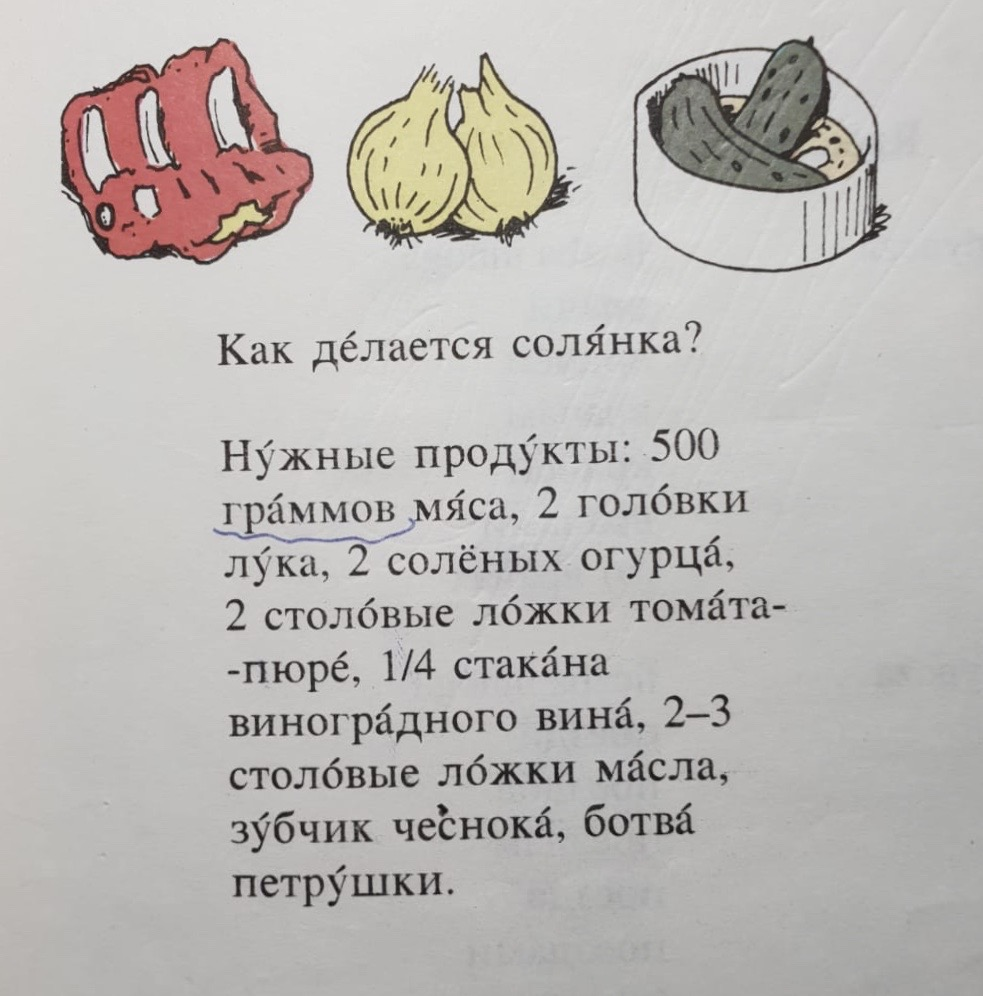 Как де́лается соля́нка?
Ну́жные проду́кты: 500
гра́ммов мя́са, 2 голо́вки
лу́ка, 2 солёных огурца́,
2 столо́вые ло́жки тома́та-
-пюре́, 1/4 стака́на
виногра́дного вина́, 2–3
столо́вые ло́жки ма́сла,
зу́бчик чеснока́, ботва́
петру́шки.